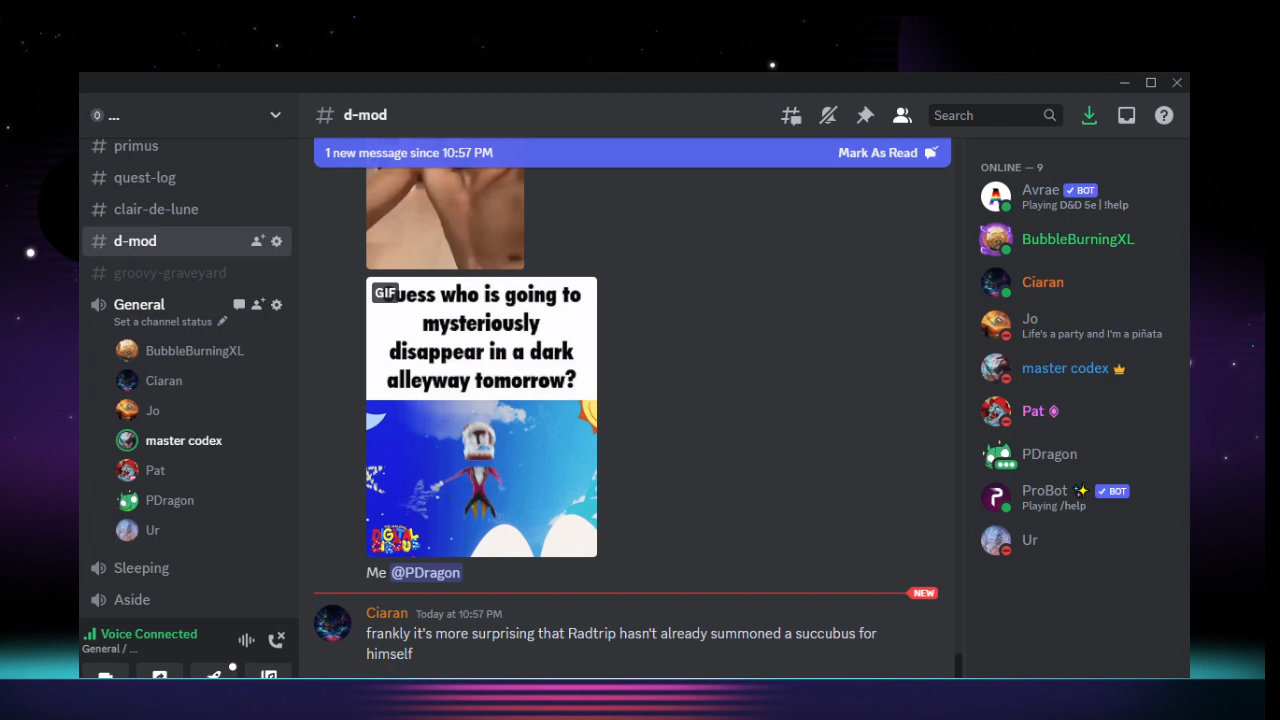 ...
# d-mod
Search
primus
quest-log
clair-de-lune
d-mod
groovy-graveyard
General
Set a channel status
BubbleBurningXL
Ciaran
Jo
master codex
Pat
PDragon
Ur
Sleeping
Aside
Voice Connected
General / ...
1 new message since 10:57 PM
Mark As Read
GIF
uess who is going to
mysteriously
disappear in a dark
alleyway tomorrow?
THE AMAZING
DIGITAL
CIRCUS
Me @PDragon
NEW
Ciaran Today at 10:57 PM
frankly it's more surprising that Radtrip hasn't already summoned a succubus for
himself
ONLINE — 9
Avrae ✓ BOT
Playing D&D 5e | !help
BubbleBurningXL
Ciaran
Jo
Life's a party and I'm a piñata
master codex
Pat
PDragon
ProBot ✨ ✓ BOT
Playing /help
Ur